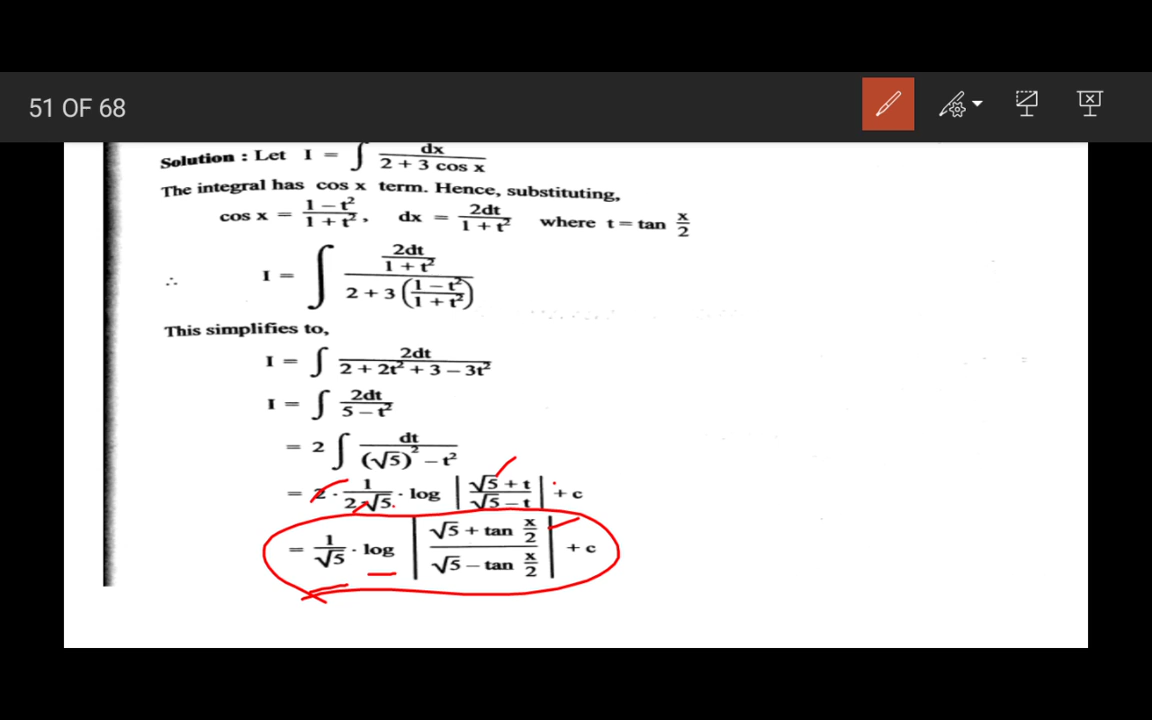 51 OF 68
Solution : Let I = ∫ dx / (2 + 3 cos x)
The integral has cos x term. Hence, substituting,
cos x = (1 – t²)/(1 + t²), dx = 2dt/(1 + t²) where t = tan x/2
∴ I = ∫ (2dt/(1 + t²)) / (2 + 3 ((1 – t²)/(1 + t²)))
This simplifies to,
I = ∫ 2dt / (2 + 2t² + 3 – 3t²)
I = ∫ 2dt / (5 – t²)
= 2 ∫ dt / ((√5)² – t²)
= 2 · 1/(2√5) · log |(√5 + t)/(√5 – t)| + c
= 1/√5 · log |(√5 + tan x/2)/(√5 – tan x/2)| + c